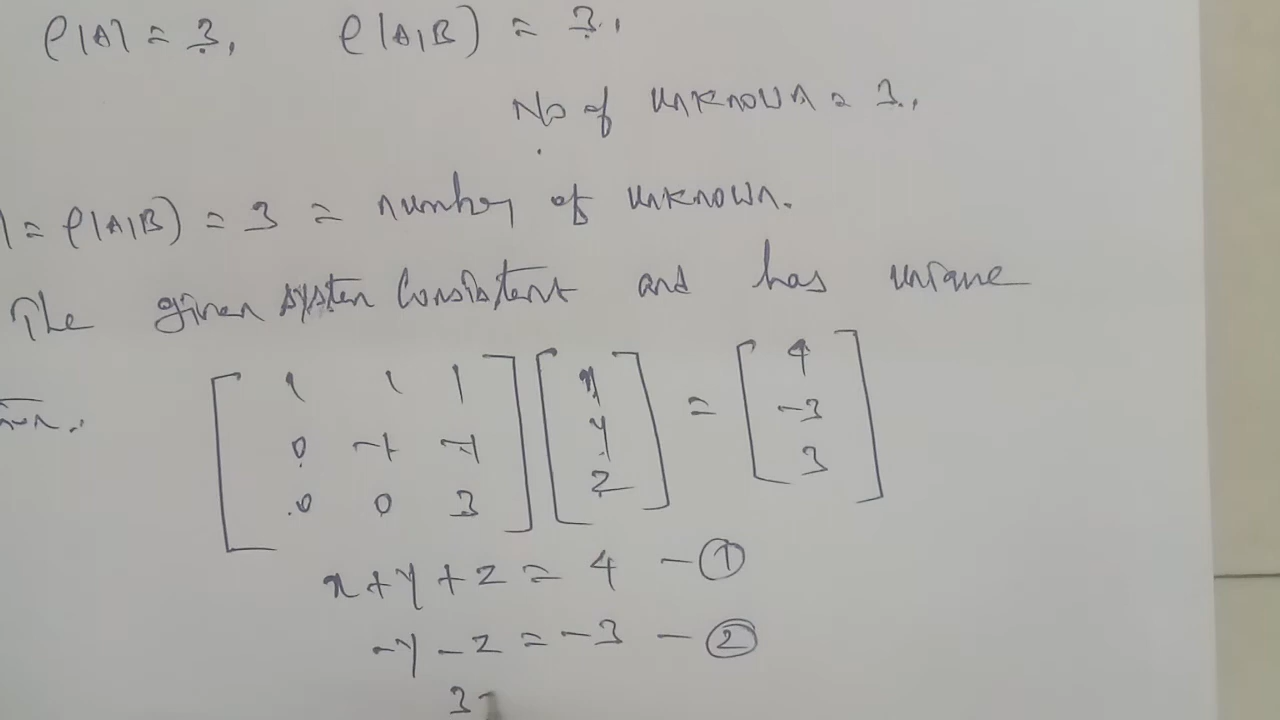 ρ(A) = 3, ρ(A|B) = 3.
No of unknown = 3.
) = ρ(A|B) = 3 = number of unknown.
The given system Consistent and has unique
[1 1 1; 0 -1 -1; 0 0 3] [x; y; z] = [4; -3; 3]
x + y + z = 4 — ①
-y - z = -3 — ②
3